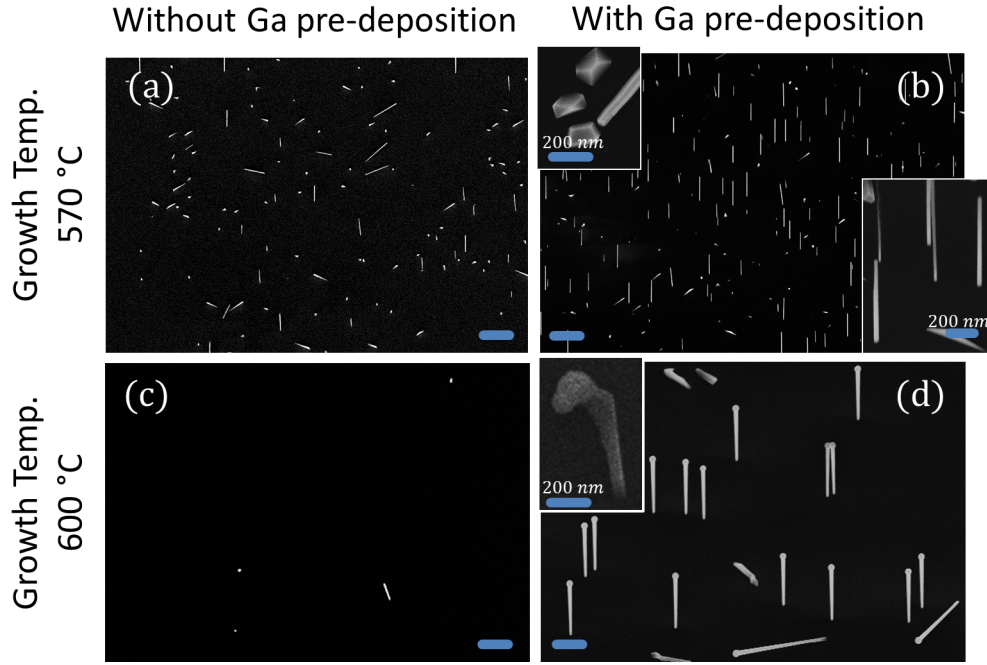 Without Ga pre-deposition
With Ga pre-deposition
Growth Temp.
570 °C
(a)
(b)
200 nm
200 nm
Growth Temp.
600 °C
(c)
(d)
200 nm